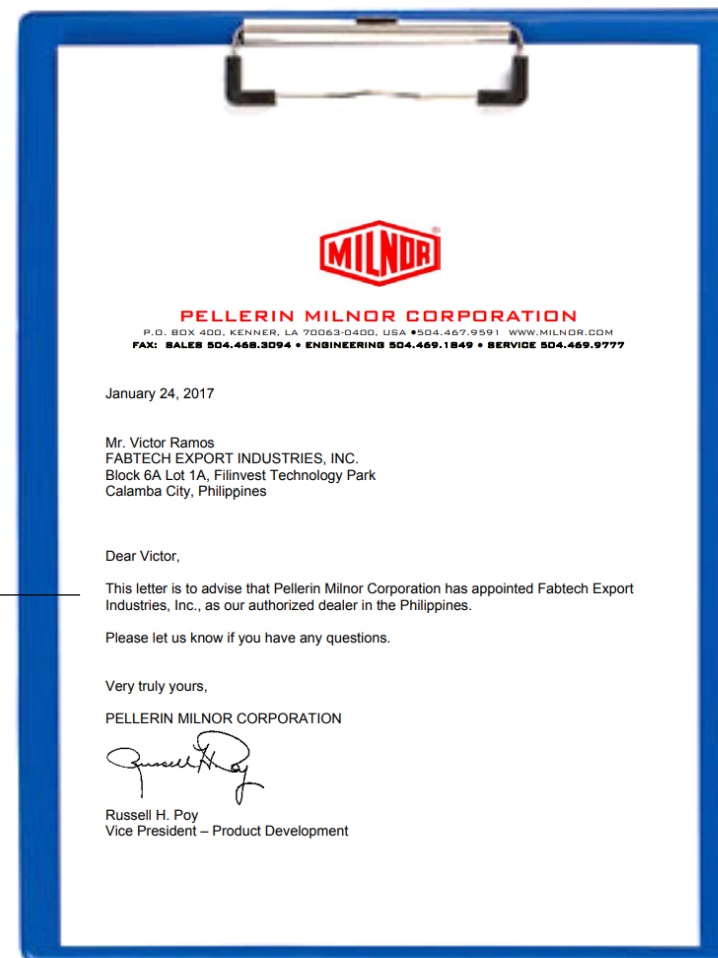 MILNOR®
PELLERIN MILNOR CORPORATION
P.O. BOX 400, KENNER, LA 70063-0400, USA •504.467.9591 WWW.MILNOR.COM
FAX: SALES 504.468.3094 • ENGINEERING 504.469.1849 • SERVICE 504.469.9777
January 24, 2017
Mr. Victor Ramos
FABTECH EXPORT INDUSTRIES, INC.
Block 6A Lot 1A, Filinvest Technology Park
Calamba City, Philippines
Dear Victor,
This letter is to advise that Pellerin Milnor Corporation has appointed Fabtech Export
Industries, Inc., as our authorized dealer in the Philippines.
Please let us know if you have any questions.
Very truly yours,
PELLERIN MILNOR CORPORATION
Russell H. Poy
Russell H. Poy
Vice President – Product Development